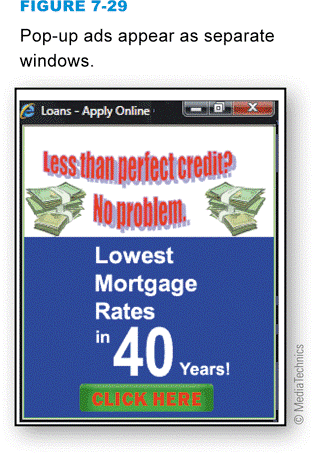 FIGURE 7-29
Pop-up ads appear as separate
windows.
Loans - Apply Online
Less than perfect credit?
No problem.
Lowest
Mortgage
Rates
in 40 Years!
CLICK HERE
© MediaTechnics